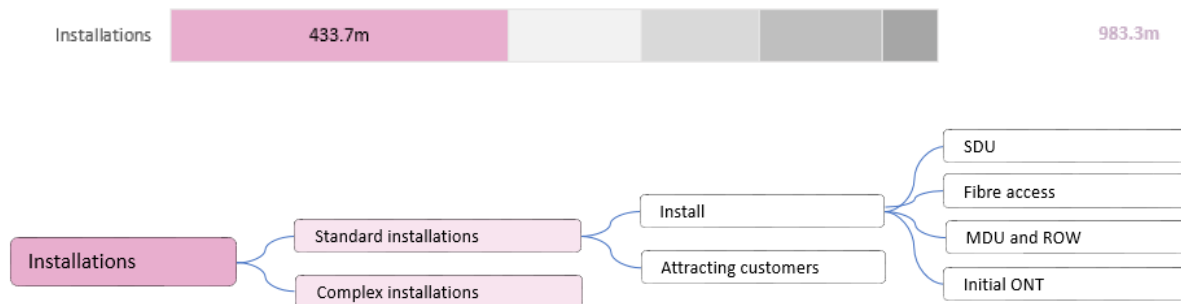 Installations 433.7m 983.3m
SDU
Fibre access
Install
Standard installations
MDU and ROW
Installations
Attracting customers
Initial ONT
Complex installations